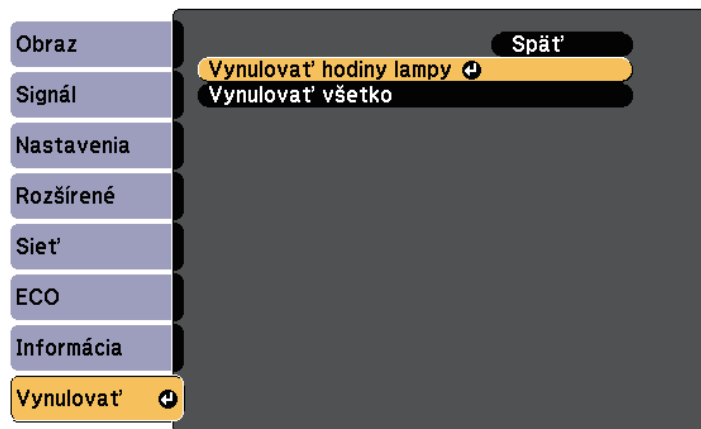 Obraz
Signál
Nastavenia
Rozšírené
Sieť
ECO
Informácia
Vynulovať
Späť
Vynulovať hodiny lampy
Vynulovať všetko